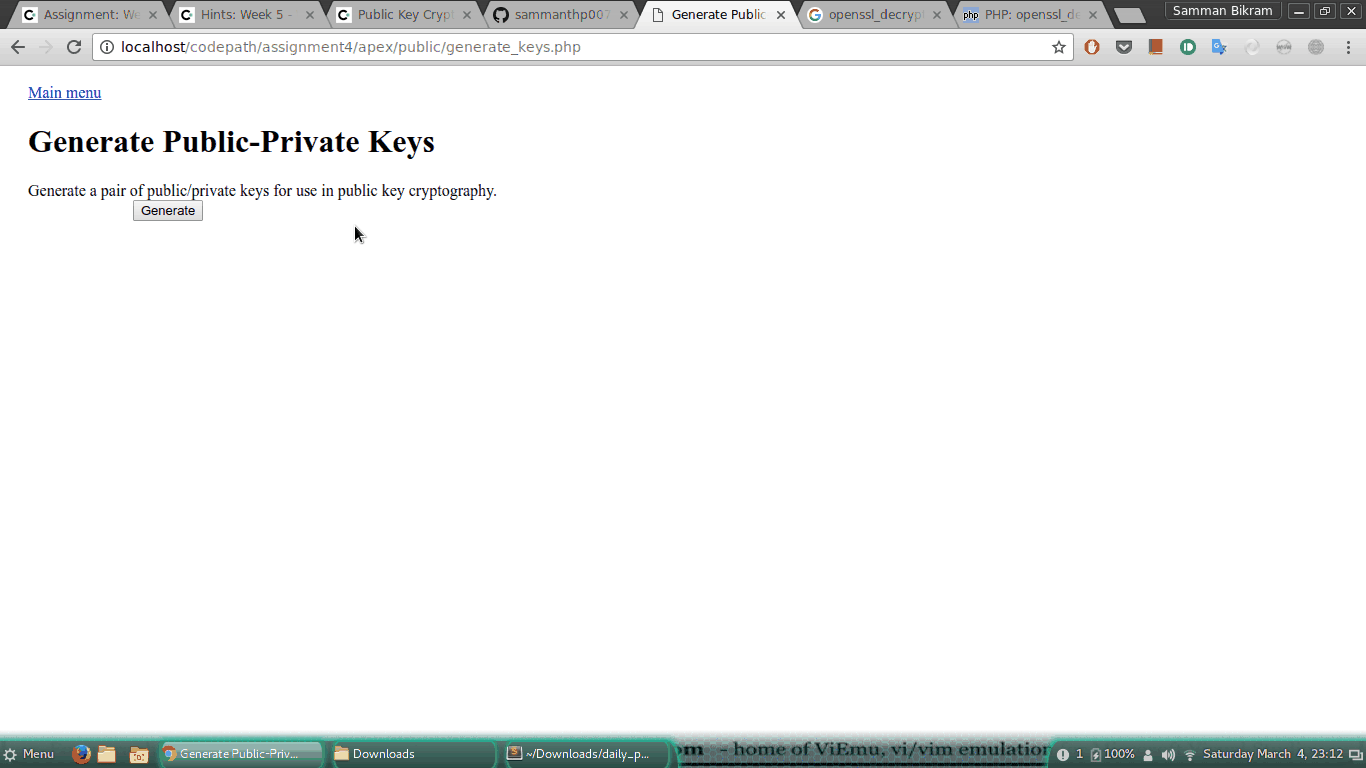 Assignment: We
Hints: Week 5 -
Public Key Crypt
sammanthp007
Generate Public
openssl_decrypt
php PHP: openssl_de
Samman Bikram
localhost/codepath/assignment4/apex/public/generate_keys.php
Main menu
Generate Public-Private Keys
Generate a pair of public/private keys for use in public key cryptography.
Generate
Menu
Generate Public-Priv...
Downloads
~/Downloads/daily_p...
om - home of ViEmu, vi/vim emulation
1
100%
Saturday March 4, 23:12